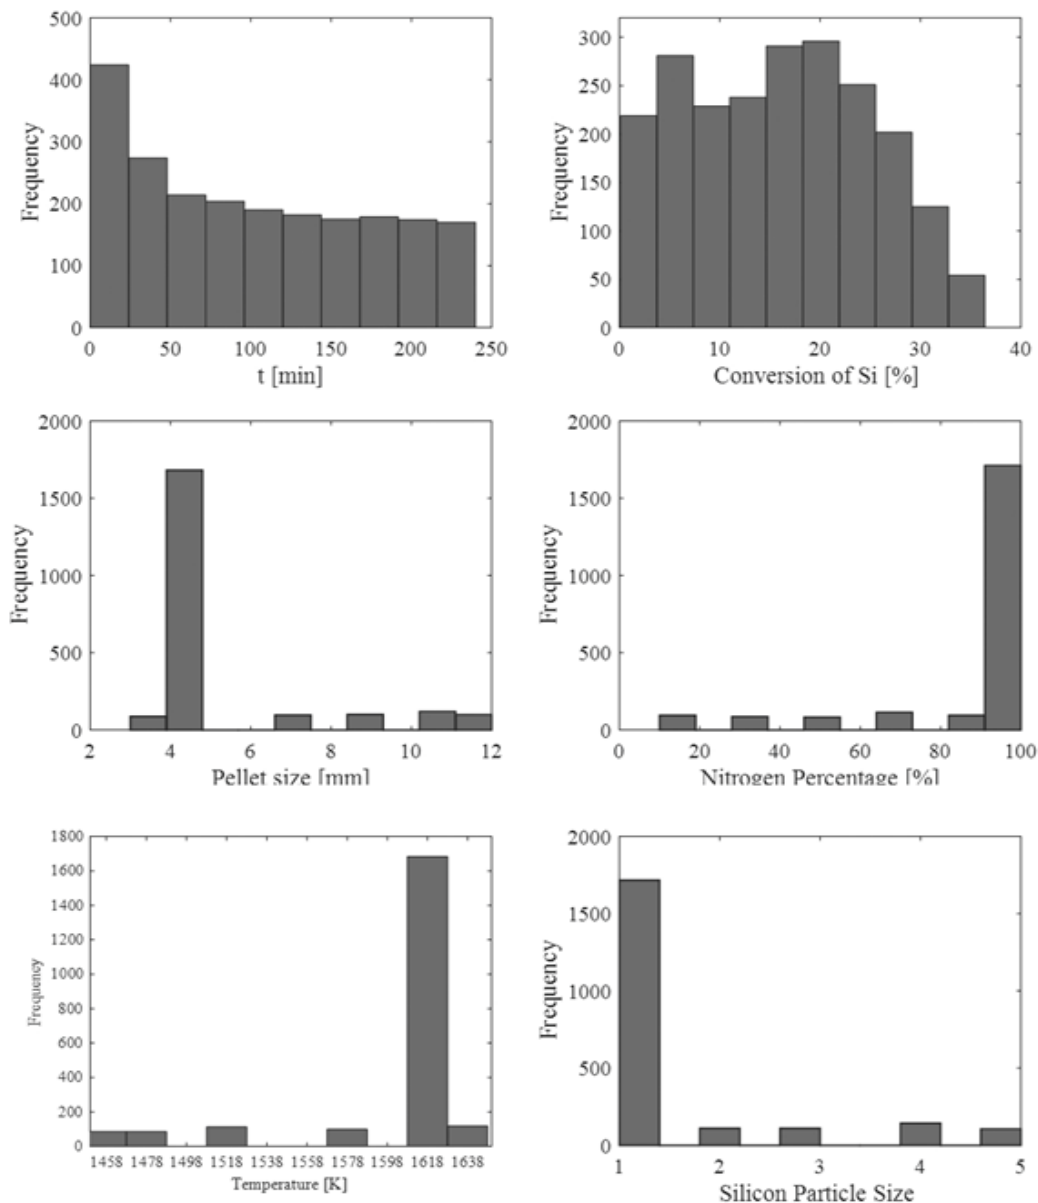 500
400
300
200
100
0
Frequency
0 50 100 150 200 250
t [min]
300
250
200
150
100
50
0
Frequency
0 10 20 30 40
Conversion of Si [%]
2000
1500
1000
500
0
Frequency
2 4 6 8 10 12
Pellet size [mm]
2000
1500
1000
500
0
Frequency
0 20 40 60 80 100
Nitrogen Percentage [%]
1800
1600
1400
1200
1000
800
600
400
200
0
Frequency
1458 1478 1498 1518 1538 1558 1578 1598 1618 1638
Temperature [K]
2000
1500
1000
500
0
Frequency
1 2 3 4 5
Silicon Particle Size